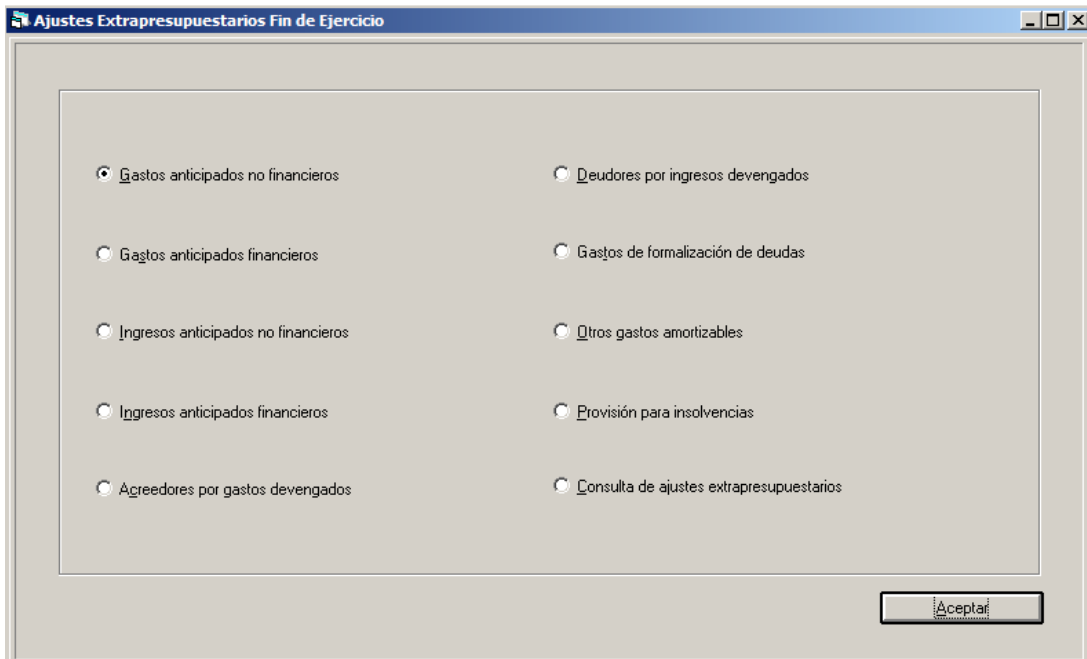 Ajustes Extrapresupuestarios Fin de Ejercicio
Gastos anticipados no financieros
Gastos anticipados financieros
Ingresos anticipados no financieros
Ingresos anticipados financieros
Acreedores por gastos devengados
Deudores por ingresos devengados
Gastos de formalización de deudas
Otros gastos amortizables
Provisión para insolvencias
Consulta de ajustes extrapresupuestarios
Aceptar